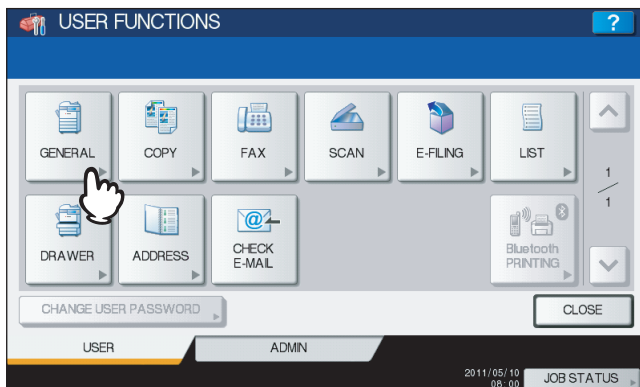 USER FUNCTIONS
?
GENERAL
COPY
FAX
SCAN
E-FILING
LIST
1
1
DRAWER
ADDRESS
@
CHECK
E-MAIL
Bluetooth
PRINTING
CHANGE USER PASSWORD
CLOSE
USER
ADMIN
2011/05/10
08:00
JOB STATUS